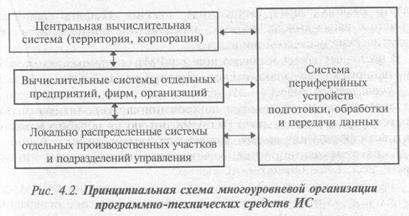 Центральная вычислительная
система (территория, корпорация)
Вычислительные системы отдельных
предприятий, фирм, организаций
Локально распределенные системы
отдельных производственных участков
и подразделений управления
Система
периферийных
устройств
подготовки, обработки
и передачи данных
Рис. 4.2. Принципиальная схема многоуровневой организации
программно-технических средств ИС